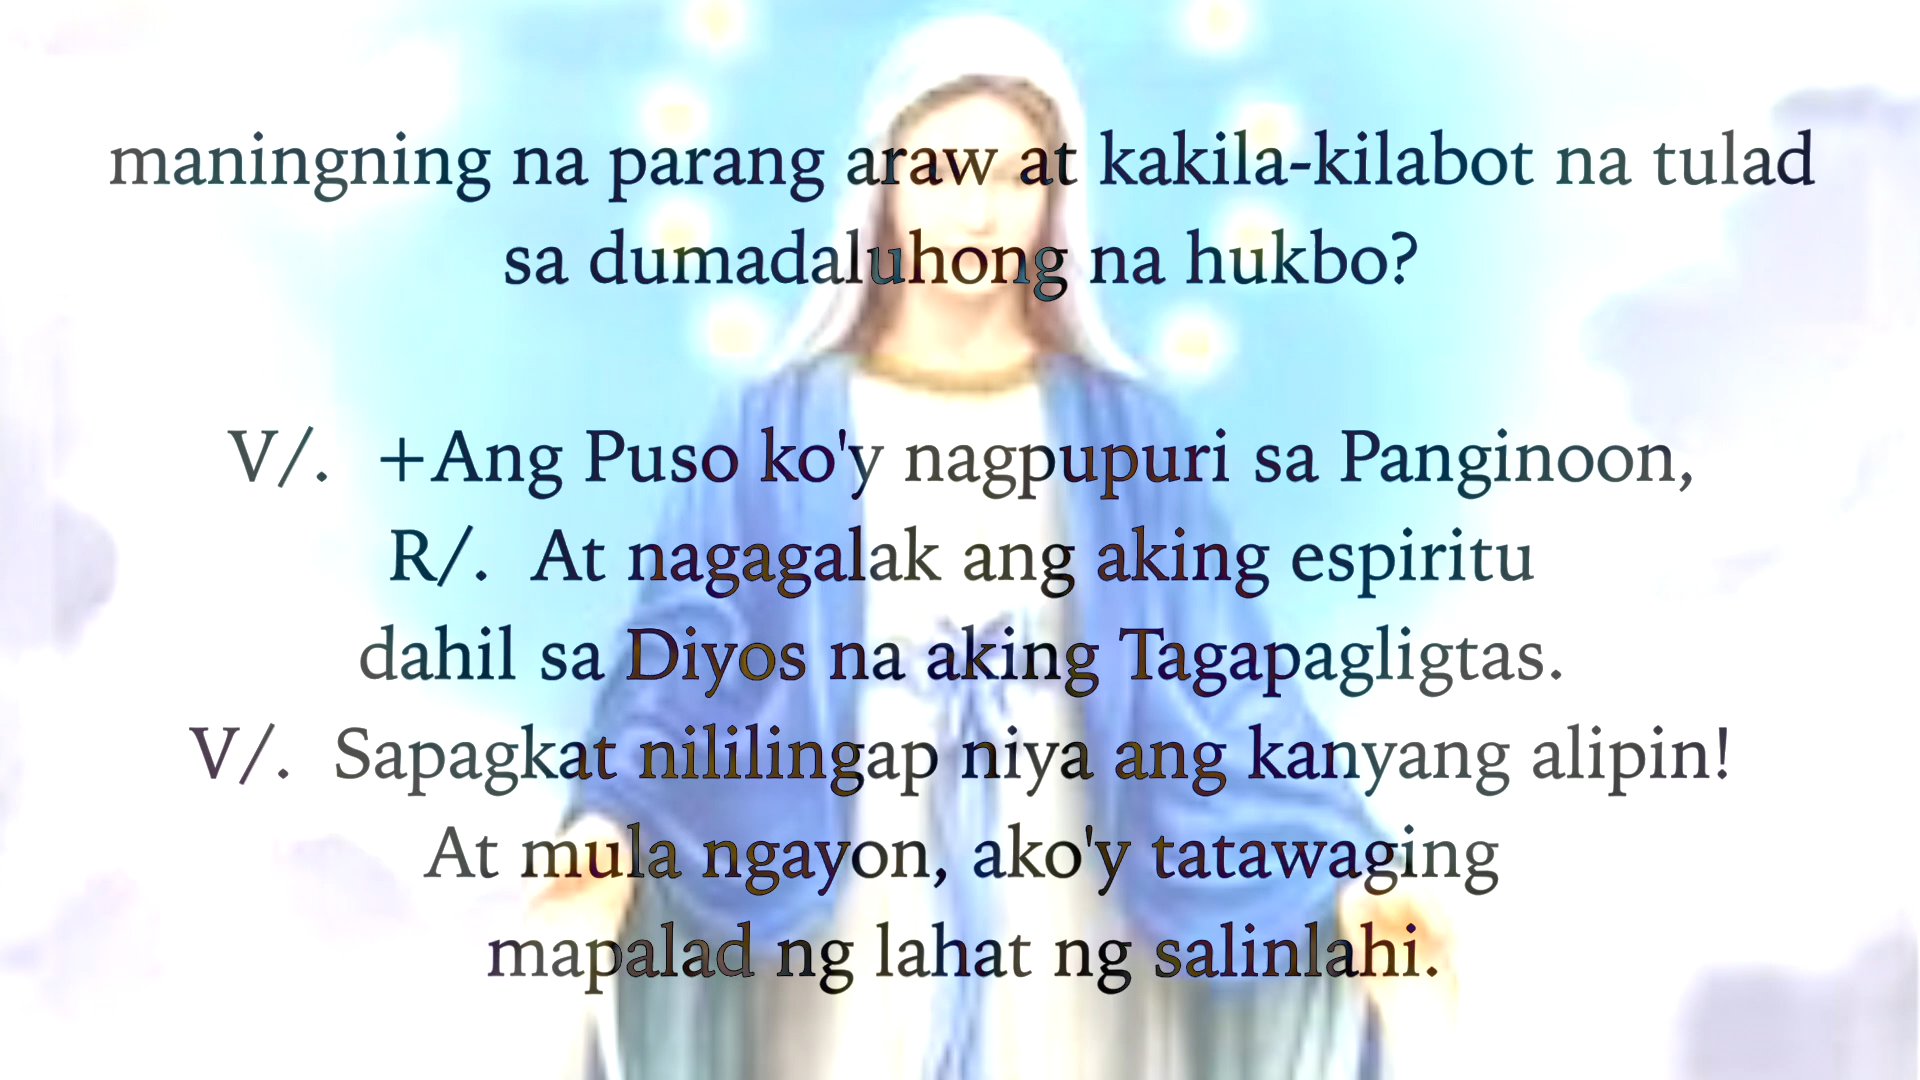 maningning na parang araw at kakila-kilabot na tulad
sa dumadaluhong na hukbo?
V/. +Ang Puso ko'y nagpupuri sa Panginoon,
R/. At nagagalak ang aking espiritu
dahil sa Diyos na aking Tagapagligtas.
V/. Sapagkat nililingap niya ang kanyang alipin!
At mula ngayon, ako'y tatawaging
mapalad ng lahat ng salinlahi.